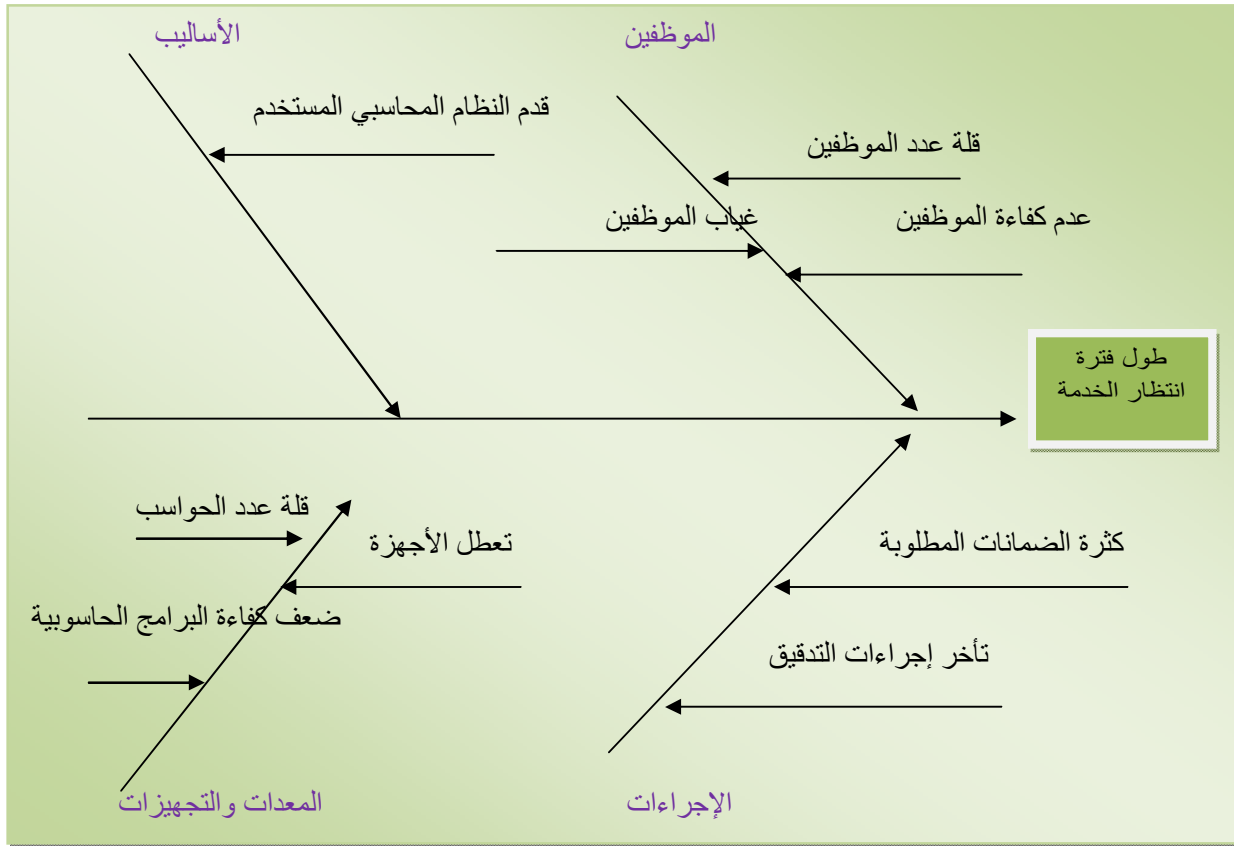 الموظفين
الأساليب
قدم النظام المحاسبي المستخدم
قلة عدد الموظفين
عدم كفاءة الموظفين
غياب الموظفين
طول فترة
انتظار الخدمة
قلة عدد الحواسب
تعطل الأجهزة
كثرة الضمانات المطلوبة
ضعف كفاءة البرامج الحاسوبية
تأخر إجراءات التدقيق
الإجراءات
المعدات والتجهيزات